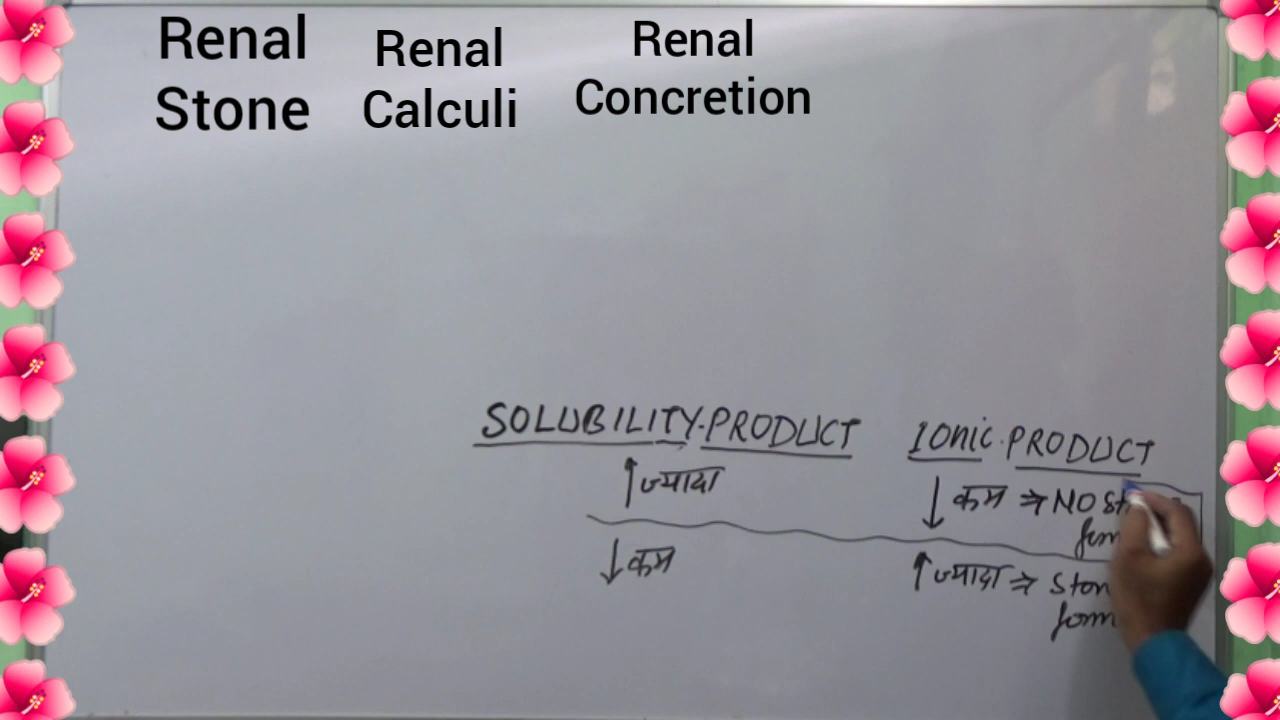 Renal
Stone
Renal
Calculi
Renal
Concretion
SOLUBILITY-PRODUCT
IONIC PRODUCT
↑ ज्यादा
↓ कम ⇒ NO
↓ कम
↑ ज्यादा ⇒